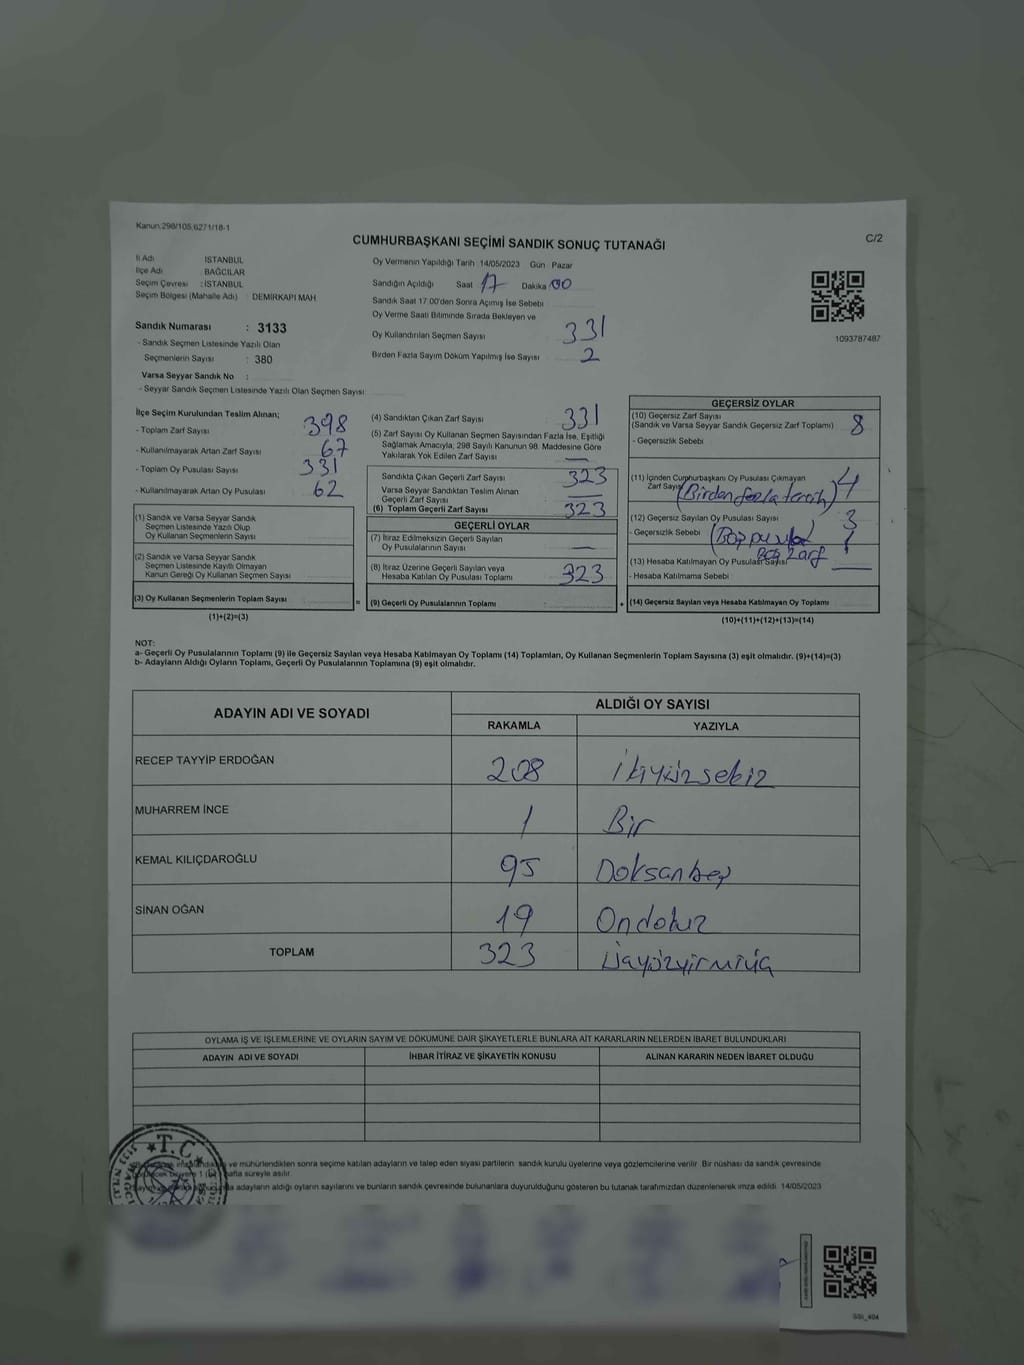 Kanun.298/105,6271/18-1
CUMHURBAŞKANI SEÇİMİ SANDIK SONUÇ TUTANAĞI
C/2
İl Adı İSTANBUL
İlçe Adı : BAĞCILAR
Seçim Çevresi : İSTANBUL
Seçim Bölgesi (Mahalle Adı) : DEMİRKAPI MAH
Sandık Numarası : 3133
- Sandık Seçmen Listesinde Yazılı Olan
Seçmenlerin Sayısı : 380
Varsa Seyyar Sandık No :
- Seyyar Sandık Seçmen Listesinde Yazılı Olan Seçmen Sayısı
Oy Vermenin Yapıldığı Tarih 14/05/2023 Gün Pazar
Sandığın Açıldığı Saat 17 Dakika 00
Sandık Saat 17:00'den Sonra Açımış İse Sebebi
Oy Verme Saati Bitiminde Sırada Bekleyen ve
Oy Kullandırılan Seçmen Sayısı 331
Birden Fazla Sayım Döküm Yapılmış İse Sayısı 2
1093787487
İlçe Seçim Kurulundan Teslim Alınan;
- Toplam Zarf Sayısı 398
- Kullanılmayarak Artan Zarf Sayısı 67
- Toplam Oy Pusulası Sayısı 331
- Kullanılmayarak Artan Oy Pusulası 62
(1) Sandık ve Varsa Seyyar Sandık
Seçmen Listesinde Yazılı Olup
Oy Kullanan Seçmenlerin Sayısı
(2) Sandık ve Varsa Seyyar Sandık
Seçmen Listesinde Kayıtlı Olmayan
Kanun Gereği Oy Kullanan Seçmen Sayısı
(3) Oy Kullanan Seçmenlerin Toplam Sayısı
(1)+(2)=(3)
(4) Sandıktan Çıkan Zarf Sayısı 331
(5) Zarf Sayısı Oy Kullanan Seçmen Sayısından Fazla İse, Eşitliği
Sağlamak Amacıyla; 298 Sayılı Kanunun 98. Maddesine Göre
Yakılarak Yok Edilen Zarf Sayısı —
Sandıkta Çıkan Geçerli Zarf Sayısı 323
Varsa Seyyar Sandıktan Teslim Alınan
Geçerli Zarf Sayısı —
(6) Toplam Geçerli Zarf Sayısı 323
GEÇERLİ OYLAR
(7) İtiraz Edilmeksizin Geçerli Sayılan
Oy Pusulalarının Sayısı —
(8) İtiraz Üzerine Geçerli Sayılan veya
Hesaba Katılan Oy Pusulası Toplamı 323
= (9) Geçerli Oy Pusulalarının Toplamı +
GEÇERSİZ OYLAR
(10) Geçersiz Zarf Sayısı
(Sandık ve Varsa Seyyar Sandık Geçersiz Zarf Toplamı) 8
- Geçersizlik Sebebi
(11) İçinden Cumhurbaşkanı Oy Pusulası Çıkmayan
Zarf Sayısı (Birden fazla tercih) 4
(12) Geçersiz Sayılan Oy Pusulası Sayısı 3
- Geçersizlik Sebebi (Boş pusula) 1
Boş Zarf
(13) Hesaba Katılmayan Oy Pusulası Sayısı —
- Hesaba Katılmama Sebebi
(14) Geçersiz Sayılan veya Hesaba Katılmayan Oy Toplamı
(10)+(11)+(12)+(13)=(14)
NOT:
a- Geçerli Oy Pusulalarının Toplamı (9) ile Geçersiz Sayılan veya Hesaba Katılmayan Oy Toplamı (14) Toplamları, Oy Kullanan Seçmenlerin Toplam Sayısına (3) eşit olmalıdır. (9)+(14)=(3)
b- Adayların Aldığı Oyların Toplamı, Geçerli Oy Pusulalarının Toplamına (9) eşit olmalıdır.
ADAYIN ADI VE SOYADI ALDIĞI OY SAYISI
RAKAMLA YAZIYLA
RECEP TAYYİP ERDOĞAN 208 İkiyüzsekiz
MUHARREM İNCE 1 Bir
KEMAL KILIÇDAROĞLU 95 Doksanbeş
SİNAN OĞAN 19 Ondokuz
TOPLAM 323 Üçyüzyirmiüç
OYLAMA İŞ VE İŞLEMLERİNE VE OYLARIN SAYIM VE DÖKÜMÜNE DAİR ŞİKAYETLERLE BUNLARA AİT KARARLARIN NELERDEN İBARET BULUNDUKLARI
ADAYIN ADI VE SOYADI İHBAR İTİRAZ VE ŞİKAYETİN KONUSU ALINAN KARARIN NEDEN İBARET OLDUĞU
T.C.
ve mühürlendikten sonra seçime katılan adayların ve talep eden siyasi partilerin sandık kurulu üyelerine veya gözlemcilerine verilir. Bir nüshası da sandık çevresinde
1 hafta süreyle asılır.
adayların aldığı oyların sayılarını ve bunların sandık çevresinde bulunanlara duyurulduğunu gösteren bu tutanak tarafımızdan düzenlenerek imza edildi. 14/05/2023
SSI_404